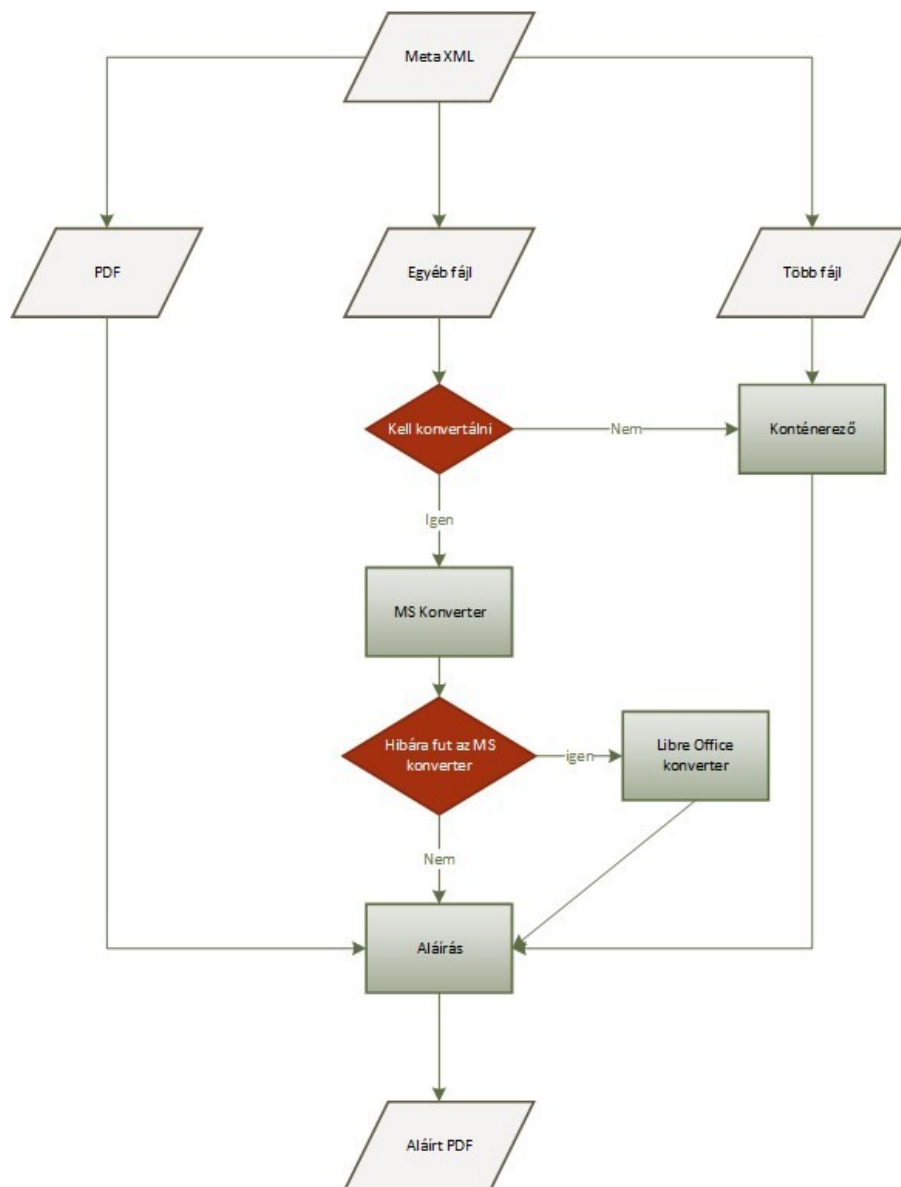 Meta XML
PDF
Egyéb fájl
Több fájl
Kell konvertálni
Nem
Konténerező
Igen
MS Konverter
Hibára fut az MS
konverter
igen
Libre Office
konverter
Nem
Aláírás
Aláírt PDF